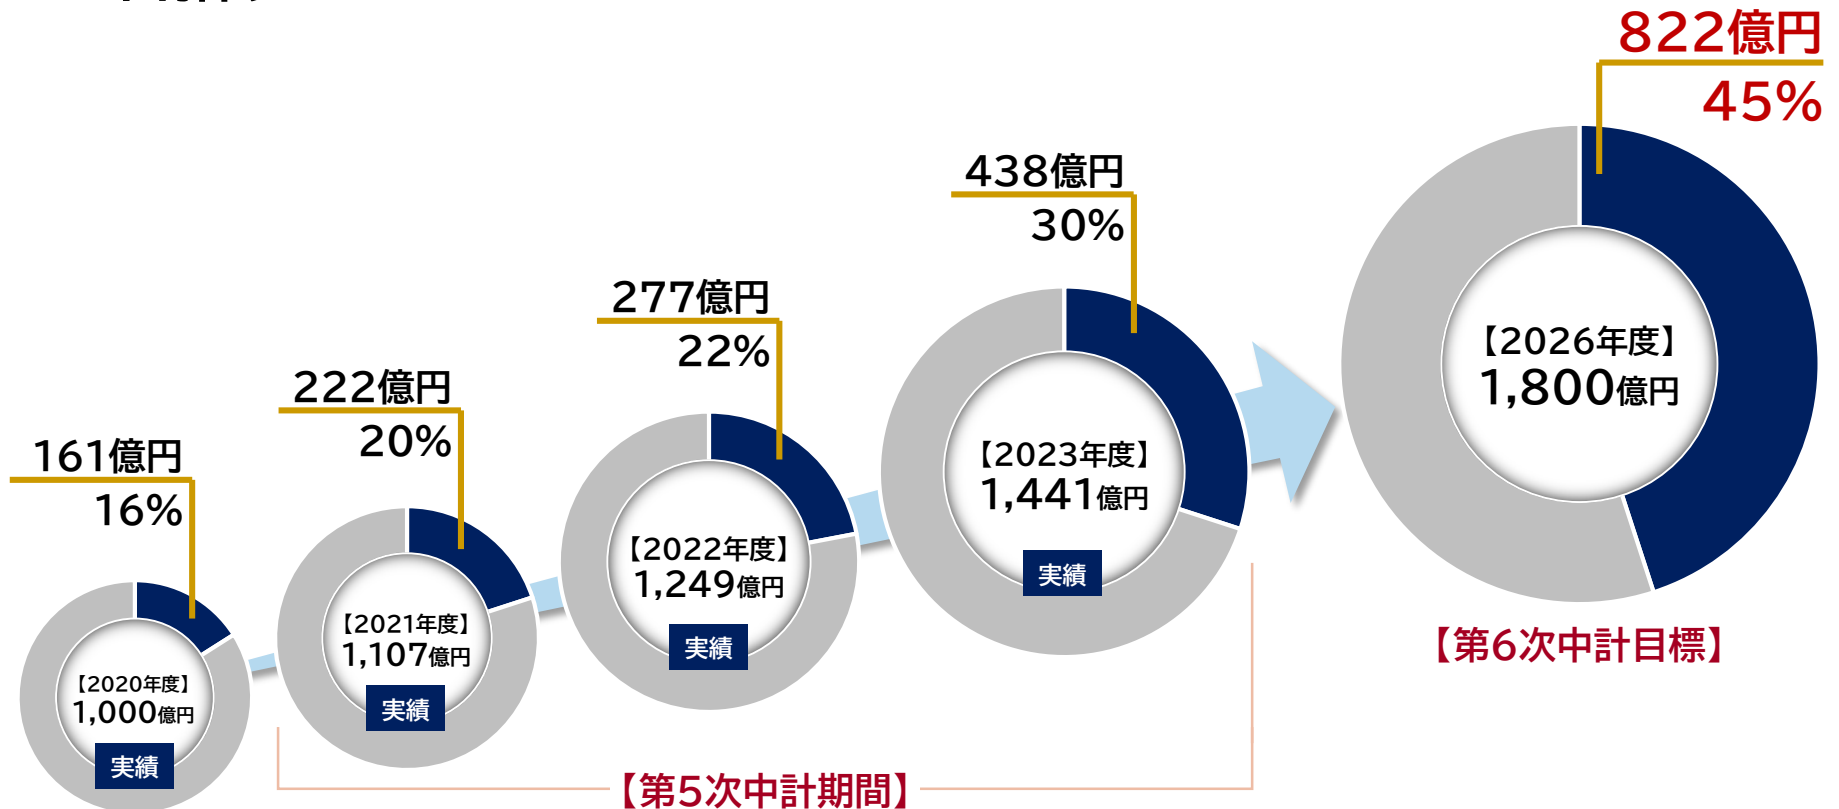 161億円
16%
【2020年度】
1,000億円
実績
222億円
20%
【2021年度】
1,107億円
実績
277億円
22%
【2022年度】
1,249億円
実績
438億円
30%
【2023年度】
1,441億円
実績
【第5次中計期間】
822億円
45%
【2026年度】
1,800億円
【第6次中計目標】